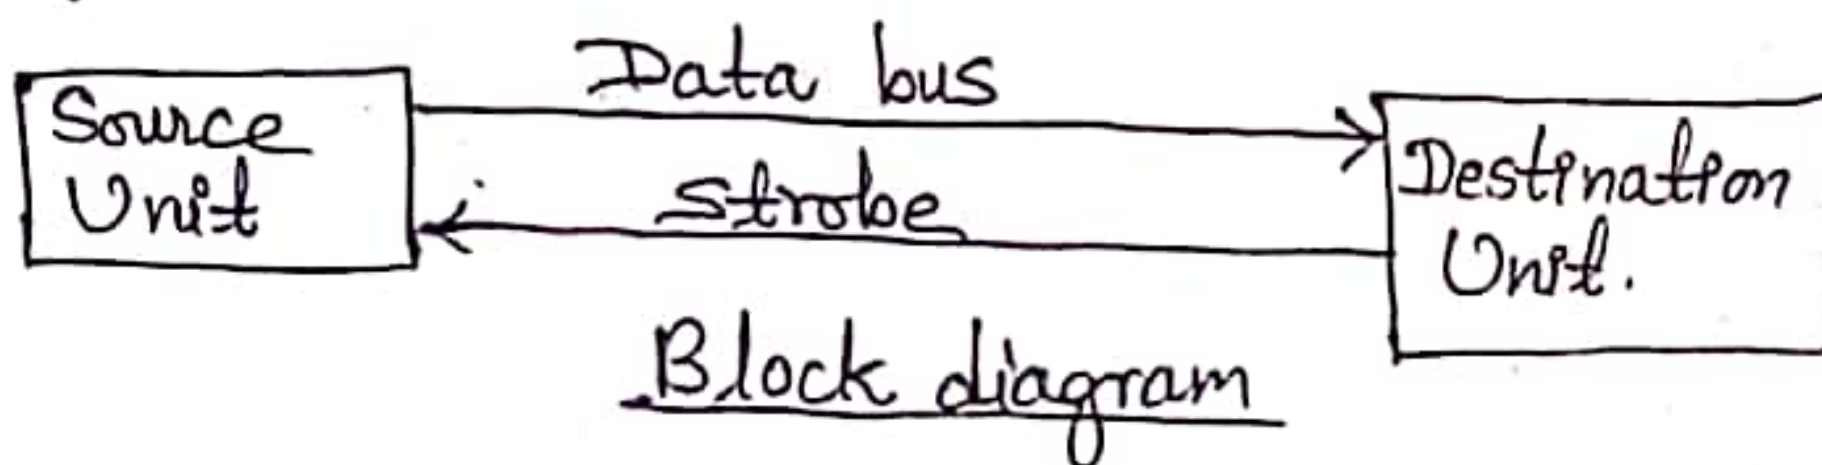 Data bus
Source
Unit
Strobe
Destination
Unit.
Block diagram